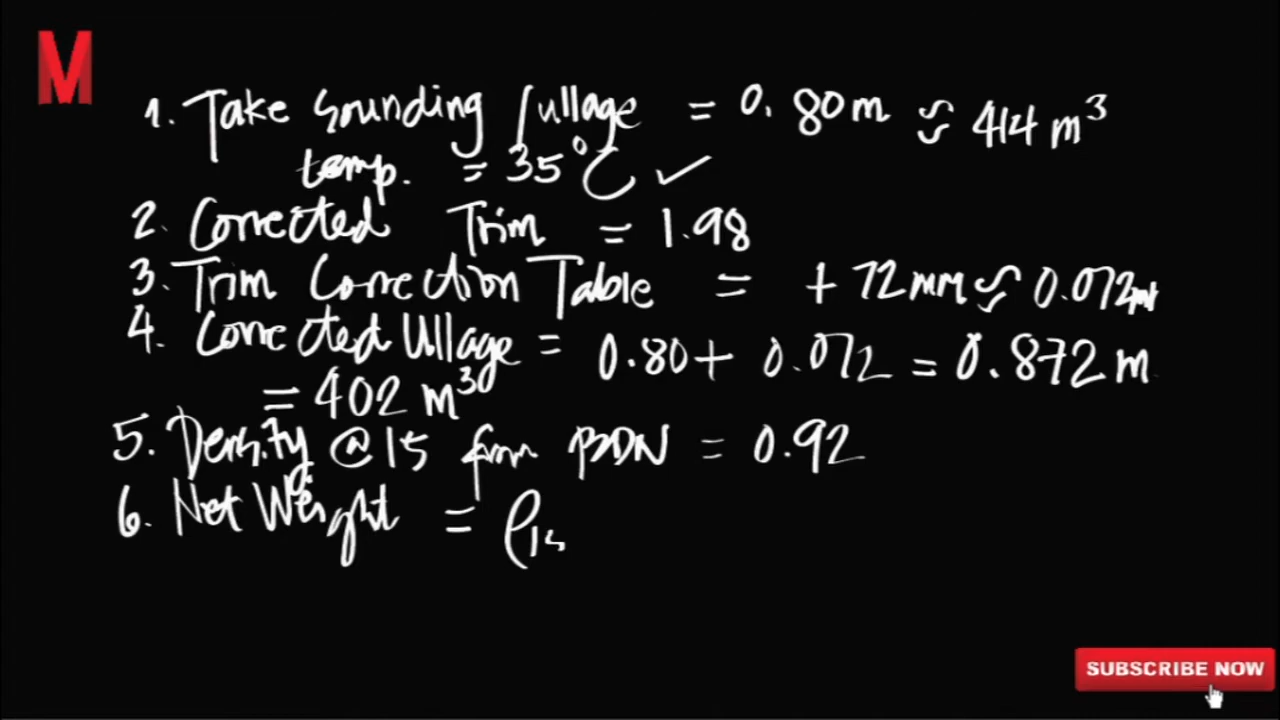 M
1. Take Sounding / ullage = 0.80m ≈ 414 m³
temp. = 35°C ✓
2. Corrected Trim = 1.98
3. Trim Correction Table = +72mm ≈ 0.072m
4. Corrected Ullage = 0.80 + 0.072 = 0.872 m
= 402 m³
5. Density @ 15 from BDN = 0.92
6. Net Weight = ρ15
SUBSCRIBE NOW